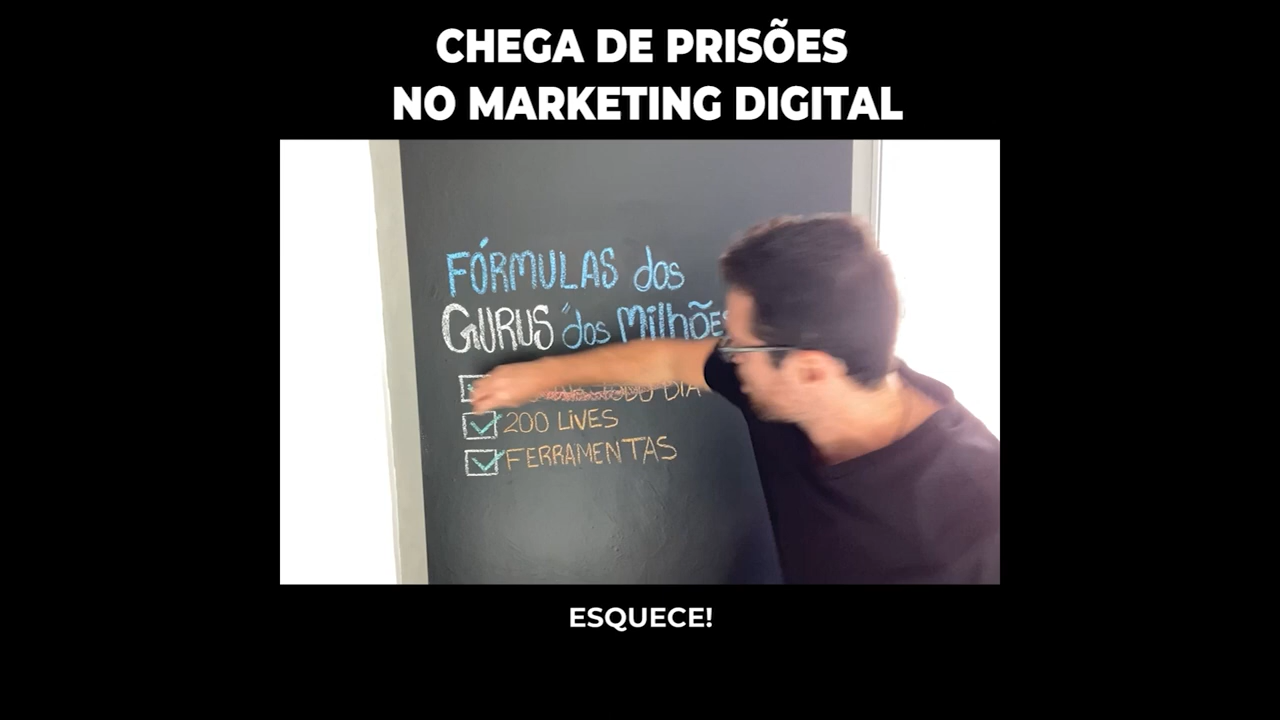 CHEGA DE PRISÕES
NO MARKETING DIGITAL
FÓRMULAS dos
GURUS "dos Milhões
DIA
200 LiVES
FERRAMENTAS
ESQUECE!